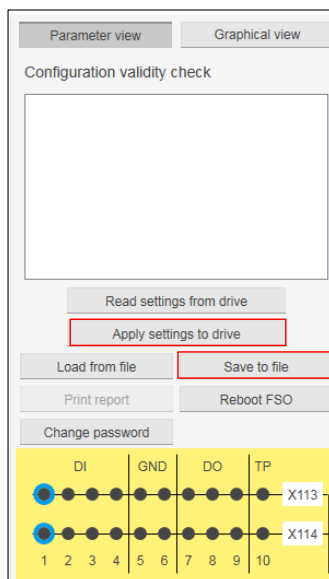 Parameter view Graphical view
Configuration validity check
Read settings from drive
Apply settings to drive
Load from file Save to file
Print report Reboot FSO
Change password
DI GND DO TP
X113
X114
1 2 3 4 5 6 7 8 9 10